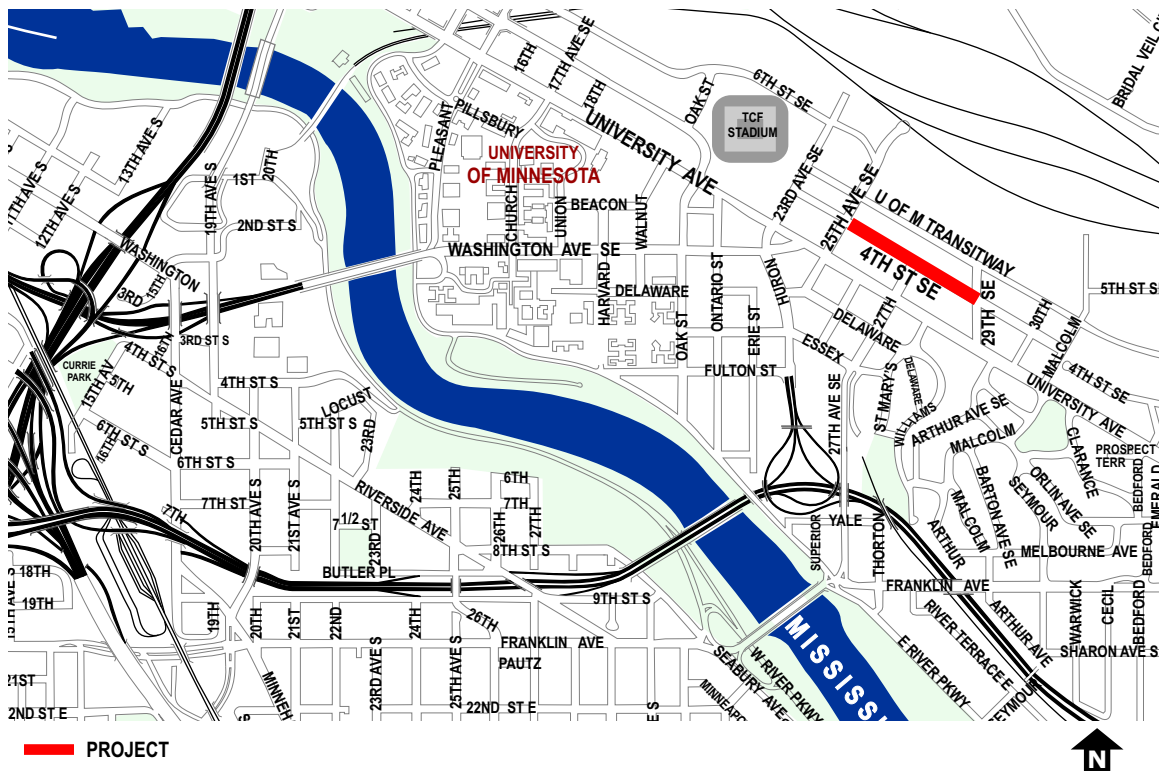 BRIDAL VEIL C
16TH
17TH AVE SE
18TH
6TH ST SE
OAK ST
TCF
STADIUM
PILLSBURY
PLEASANT
UNIVERSITY AVE
UNIVERSITY
OF MINNESOTA
13TH AVE S
11TH AVE S
12TH AVE S
19TH AVE S
20TH
1ST
2ND ST S
CHURCH
UNION
BEACON
WALNUT
23RD AVE SE
25TH AVE SE
U OF M TRANSITWAY
4TH ST SE
WASHINGTON
WASHINGTON AVE SE
3RD
15TH
16TH
3RD ST S
HARVARD
DELAWARE
OAK ST
ONTARIO ST
ERIE ST
HURON
ESSEX
DELAWARE
27TH
29TH SE
30TH
MALCOLM
5TH ST SE
4TH ST SE
UNIVERSITY AVE
CURRIE
PARK
4TH ST S
15TH AV
5TH
16TH
6TH ST S
CEDAR AVE
4TH ST S
LOCUST
5TH ST S
5TH ST S
23RD
6TH ST S
FULTON ST
27TH AVE SE
ST MARY'S
DELAWARE
WILLIAMS
ARTHUR AVE SE
MALCOLM
CLARANCE
PROSPECT
TERR
BEDFORD
EMERALD
ORLIN AVE SE
SEYMOUR
BARTON AVE SE
MALCOLM
ARTHUR
MELBOURNE AVE
BEDFORD
7TH ST
7TH
20TH AVE S
21ST AVE S
7 1/2 ST
23RD
RIVERSIDE AVE
24TH
25TH
6TH
7TH
26TH
27TH
8TH ST S
BUTLER PL
9TH ST S
SUPERIOR
YALE
THORTON
FRANKLIN AVE
18TH
19TH
15TH AVE S
19TH
20TH
21ST
22ND
24TH
26TH
23RD AVE S
25TH AVE S
FRANKLIN AVE
PAUTZ
22ND ST E
21ST
2ND ST E
MINNEH
E S
SEABURY AVE
MINNEAP
W RIVER PKWY
MISSISSI
E RIVER PKWY
RIVER TERRACE E
SEYMOUR
ARTHUR AVE
WARWICK
CECIL
BEDFORD
SHARON AVE S
PROJECT
N